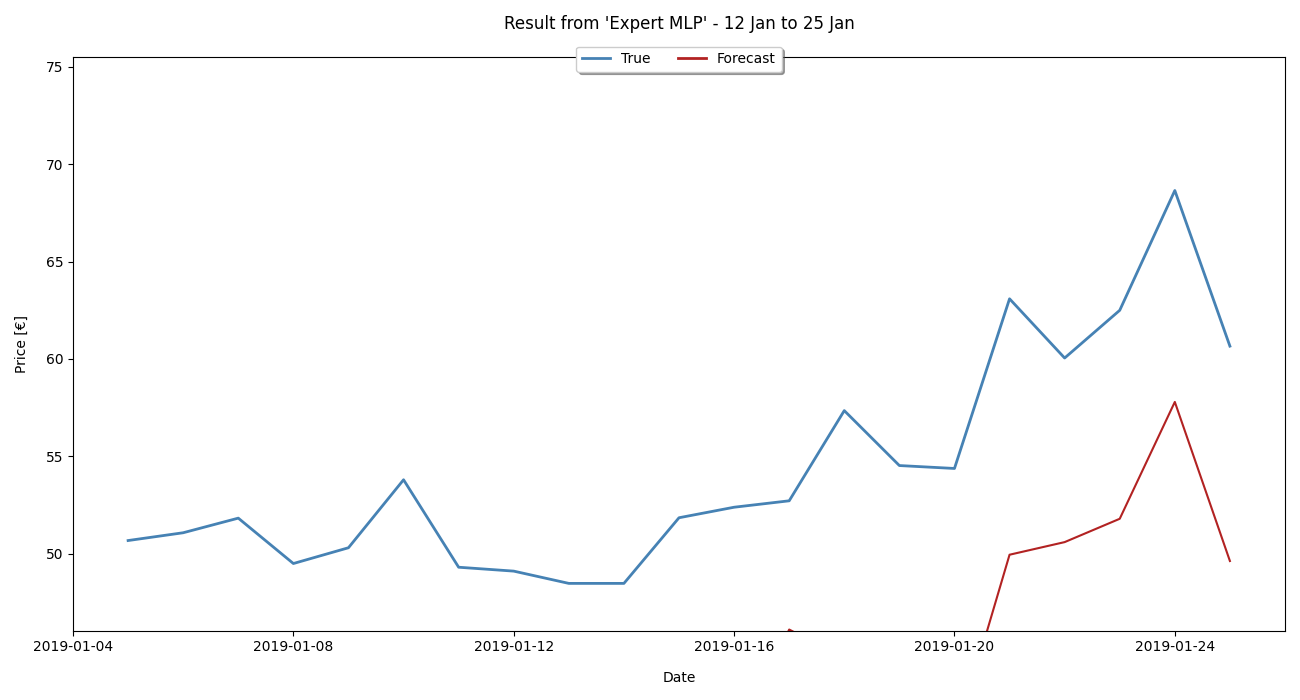 Result from 'Expert MLP' - 12 Jan to 25 Jan
True Forecast
75
70
65
60
55
50
Price [€]
2019-01-04 2019-01-08 2019-01-12 2019-01-16 2019-01-20 2019-01-24
Date